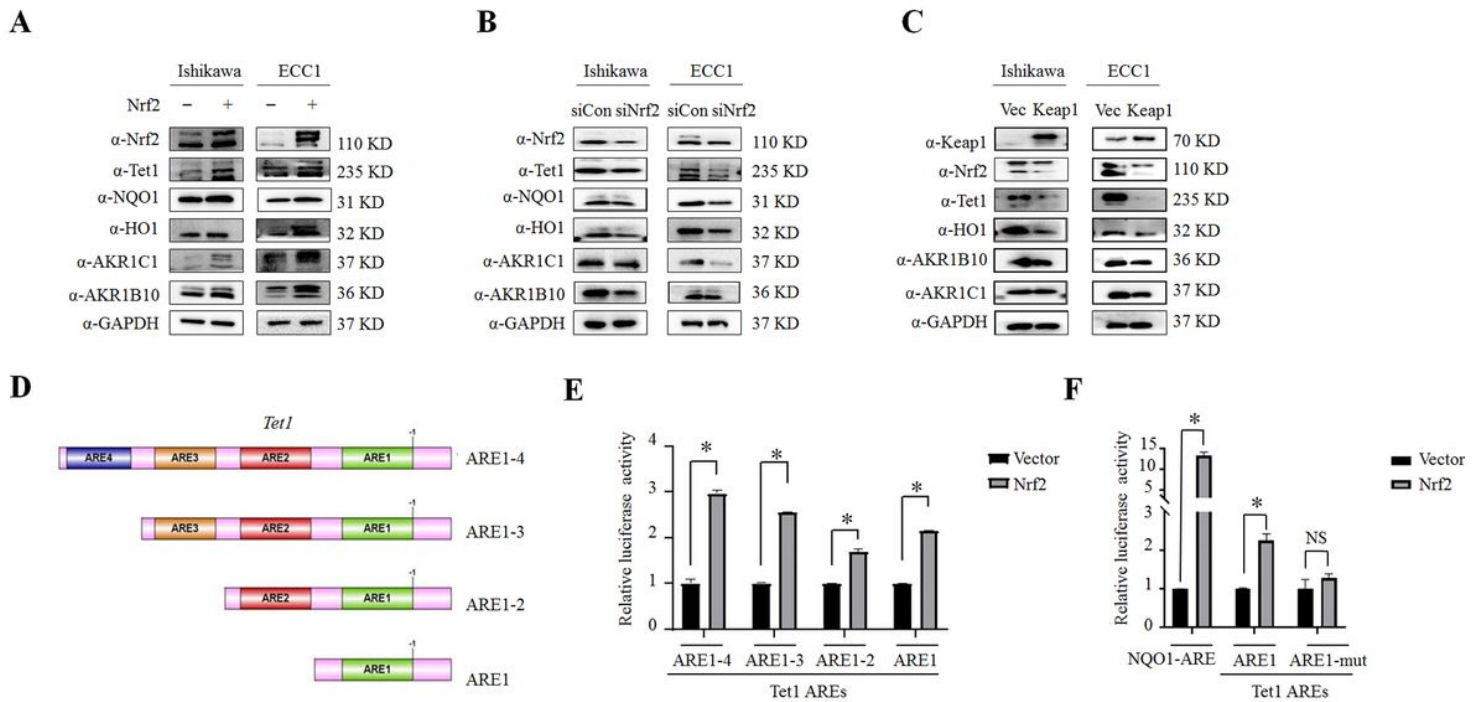 A
Ishikawa ECC1
Nrf2 − + − +
α-Nrf2 110 KD
α-Tet1 235 KD
α-NQO1 31 KD
α-HO1 32 KD
α-AKR1C1 37 KD
α-AKR1B10 36 KD
α-GAPDH 37 KD
B
Ishikawa ECC1
siCon siNrf2 siCon siNrf2
α-Nrf2 110 KD
α-Tet1 235 KD
α-NQO1 31 KD
α-HO1 32 KD
α-AKR1C1 37 KD
α-AKR1B10 36 KD
α-GAPDH 37 KD
C
Ishikawa ECC1
Vec Keap1 Vec Keap1
α-Keap1 70 KD
α-Nrf2 110 KD
α-Tet1 235 KD
α-HO1 32 KD
α-AKR1B10 36 KD
α-AKR1C1 37 KD
α-GAPDH 37 KD
D
Tet1
-1
ARE4 ARE3 ARE2 ARE1 ARE1-4
-1
ARE3 ARE2 ARE1 ARE1-3
-1
ARE2 ARE1 ARE1-2
-1
ARE1 ARE1
E
Relative luciferase activity
4
3
2
1
0
* * * *
Vector
Nrf2
ARE1-4 ARE1-3 ARE1-2 ARE1
Tet1 AREs
F
Relative luciferase activity
15
10
5
3
2
1
0
* * NS
Vector
Nrf2
NQO1-ARE ARE1 ARE1-mut
Tet1 AREs